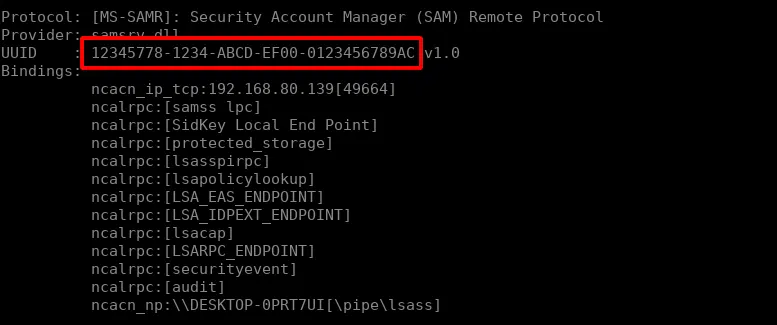 Protocol: [MS-SAMR]: Security Account Manager (SAM) Remote Protocol
Provider: samsrv.dll
UUID    : 12345778-1234-ABCD-EF00-0123456789AC v1.0
Bindings:
ncacn_ip_tcp:192.168.80.139[49664]
ncalrpc:[samss lpc]
ncalrpc:[SidKey Local End Point]
ncalrpc:[protected_storage]
ncalrpc:[lsasspirpc]
ncalrpc:[lsapolicylookup]
ncalrpc:[LSA_EAS_ENDPOINT]
ncalrpc:[LSA_IDPEXT_ENDPOINT]
ncalrpc:[lsacap]
ncalrpc:[LSARPC_ENDPOINT]
ncalrpc:[securityevent]
ncalrpc:[audit]
ncacn_np:\\DESKTOP-0PRT7UI[\pipe\lsass]